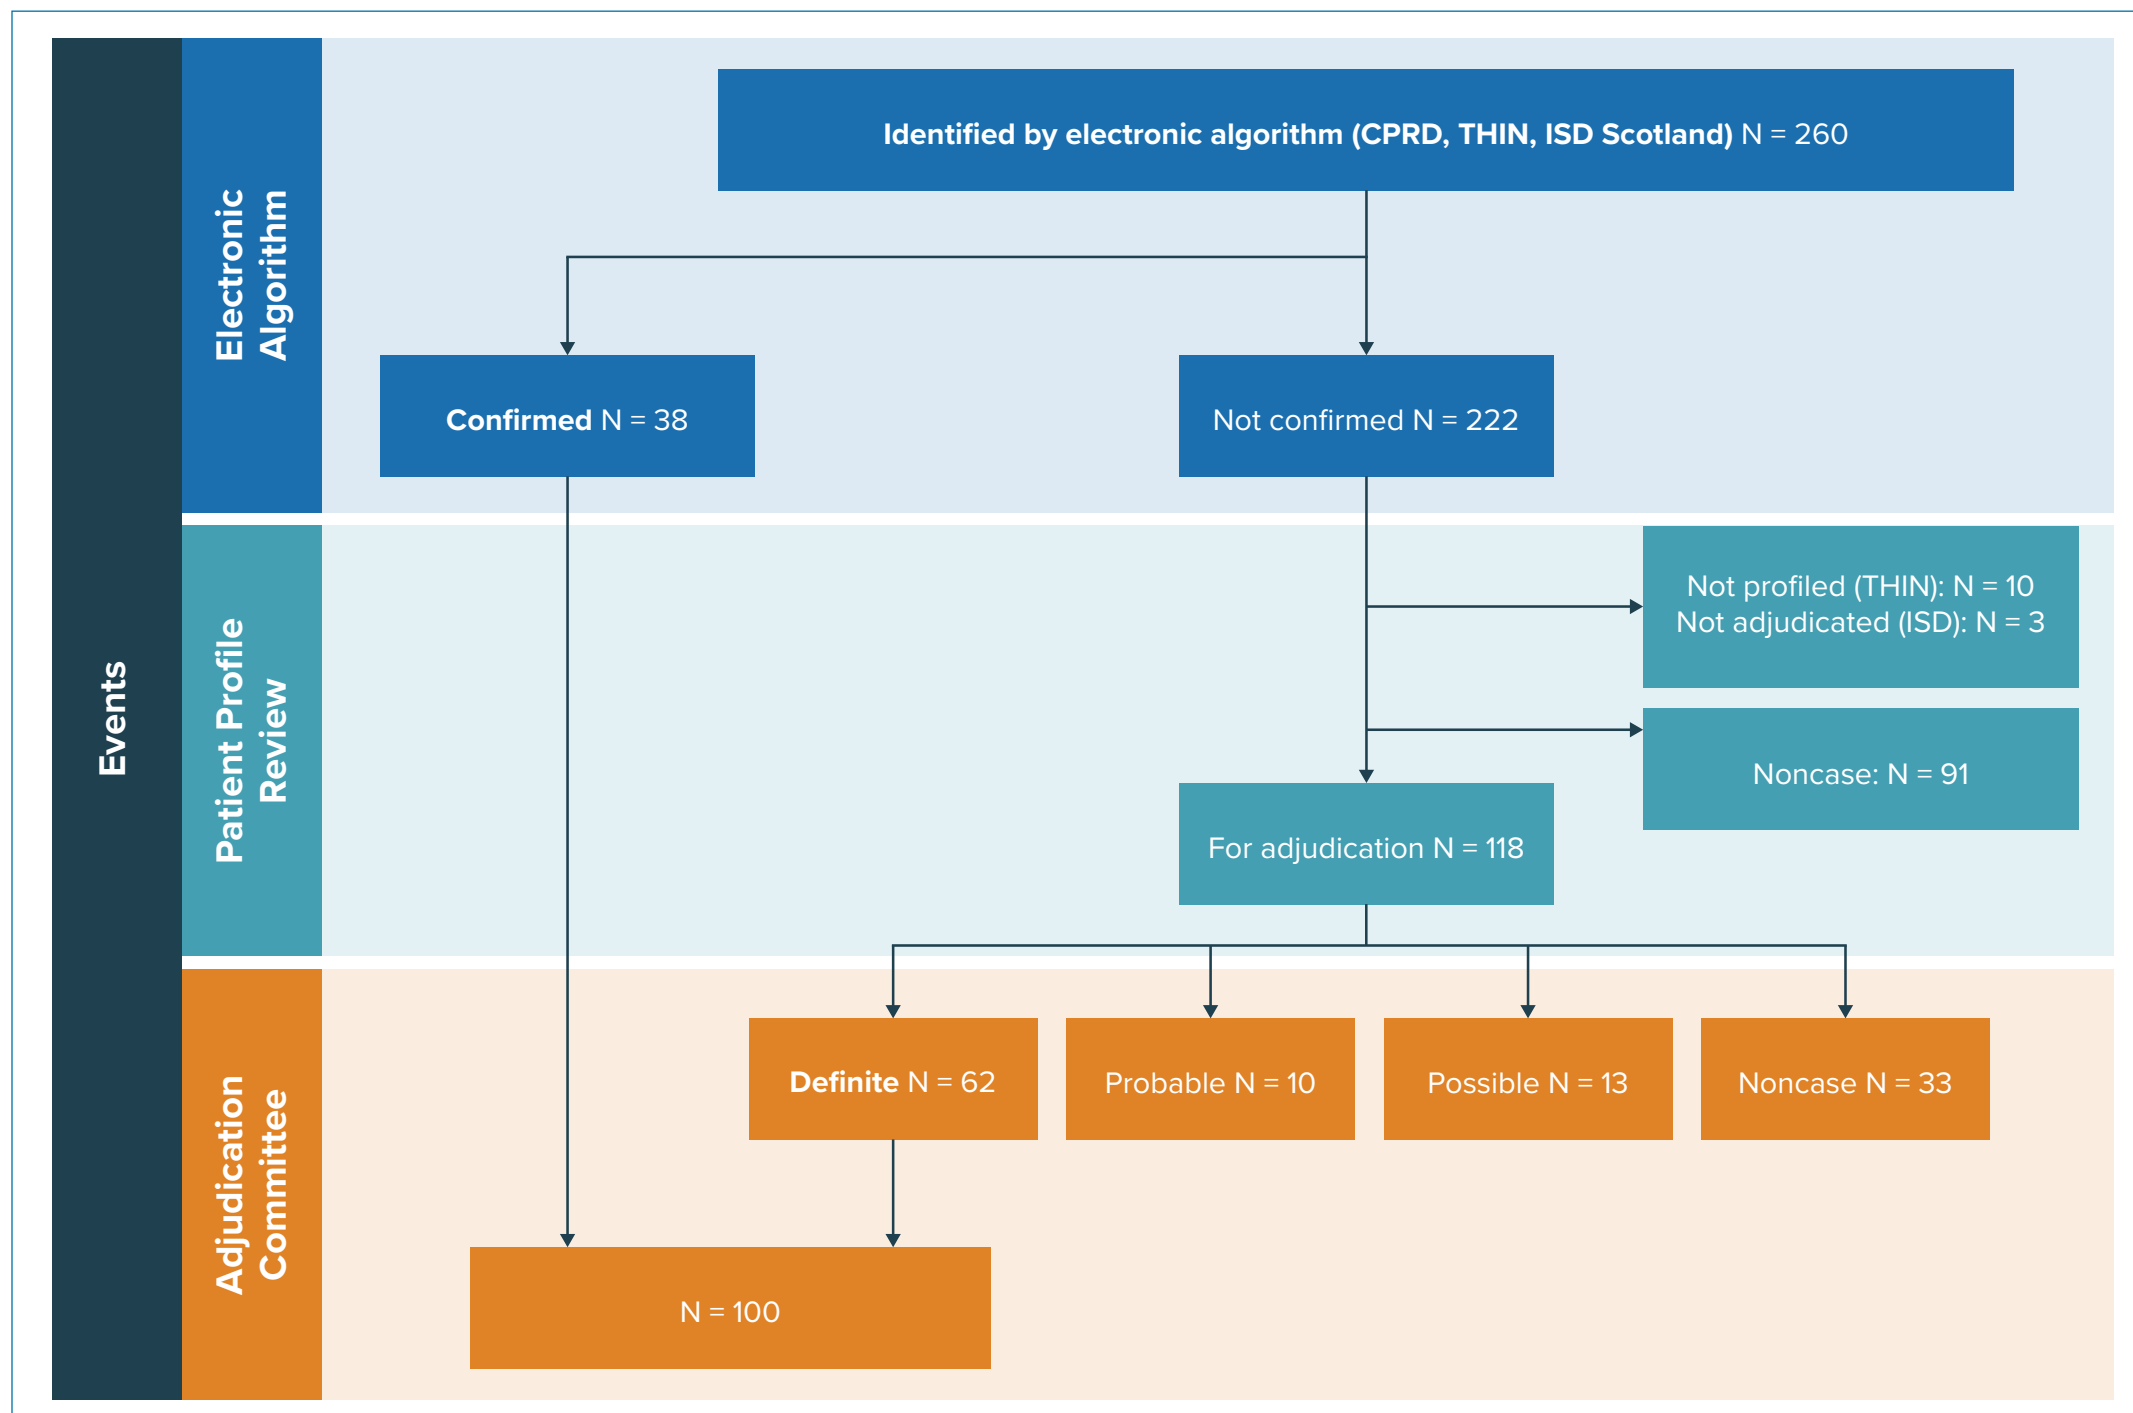 Events
Electronic
Algorithm
Identified by electronic algorithm (CPRD, THIN, ISD Scotland) N = 260
Confirmed N = 38
Not confirmed N = 222
Patient Profile
Review
Not profiled (THIN): N = 10
Not adjudicated (ISD): N = 3
Noncase: N = 91
For adjudication N = 118
Adjudication
Committee
Definite N = 62
Probable N = 10
Possible N = 13
Noncase N = 33
N = 100